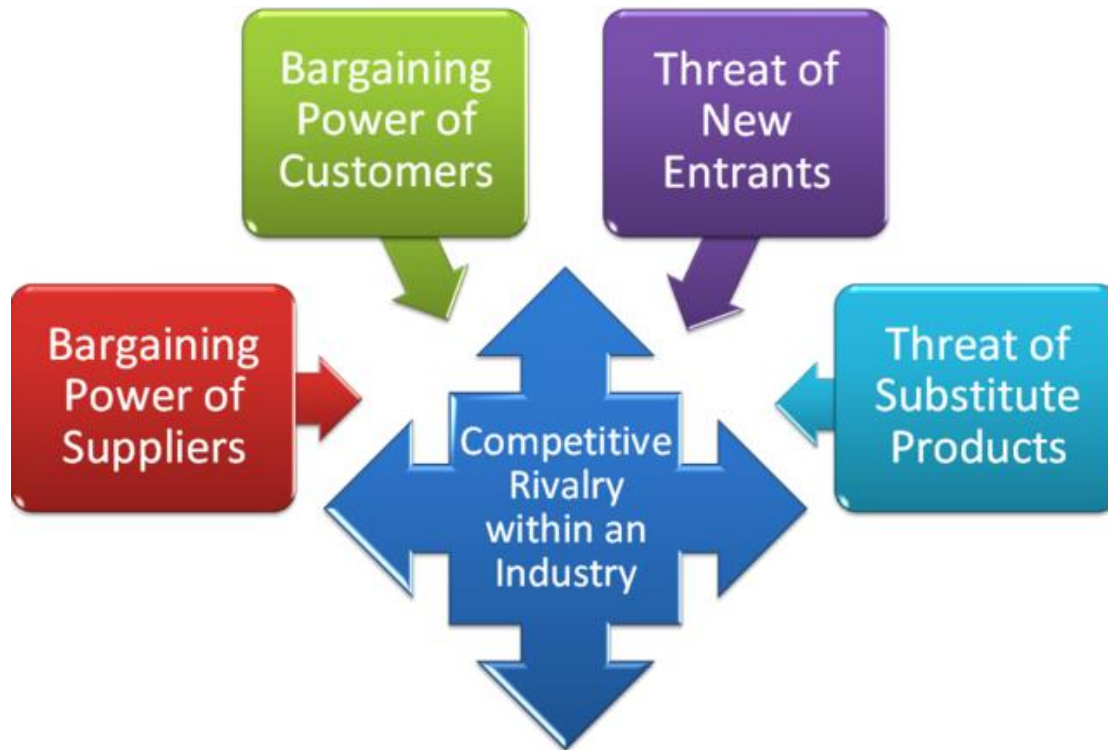 Bargaining
Power of
Customers
Threat of
New
Entrants
Bargaining
Power of
Suppliers
Threat of
Substitute
Products
Competitive
Rivalry
within an
Industry